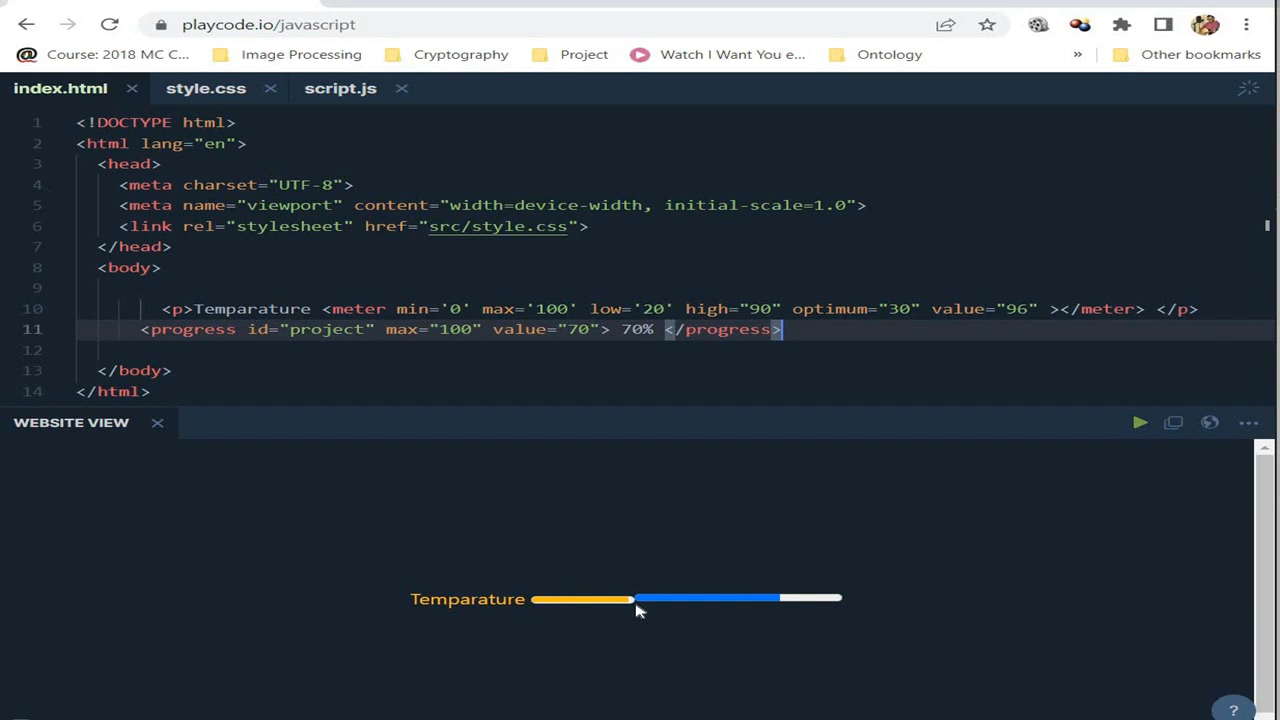 playcode.io/javascript
Course: 2018 MC C... Image Processing Cryptography Project Watch I Want You e... Ontology » Other bookmarks
index.html × style.css × script.js ×
1 <!DOCTYPE html>
2 <html lang="en">
3 <head>
4 <meta charset="UTF-8">
5 <meta name="viewport" content="width=device-width, initial-scale=1.0">
6 <link rel="stylesheet" href="src/style.css">
7 </head>
8 <body>
9
10 <p>Temparature <meter min='0' max='100' low='20' high="90" optimum="30" value="96" ></meter> </p>
11 <progress id="project" max="100" value="70"> 70% </progress>
12
13 </body>
14 </html>
WEBSITE VIEW ×
Temparature
?